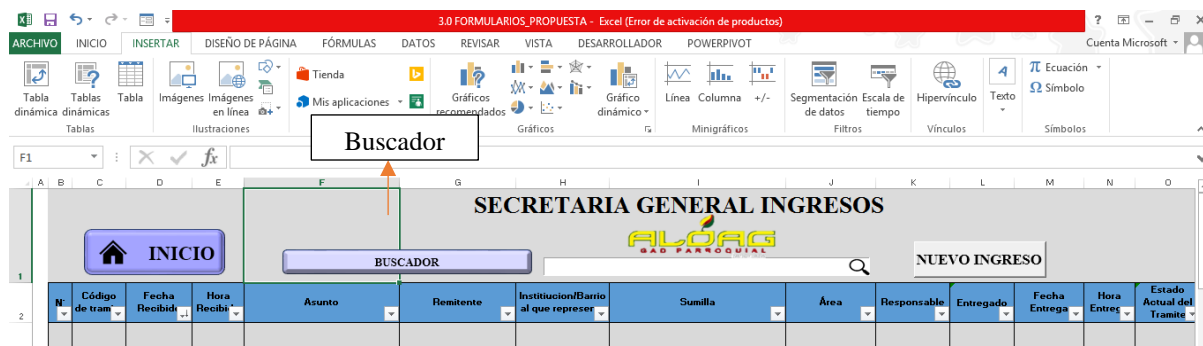 3.0 FORMULARIOS_PROPUESTA - Excel (Error de activación de productos)
?
ARCHIVO INICIO INSERTAR DISEÑO DE PÁGINA FÓRMULAS DATOS REVISAR VISTA DESARROLLADOR POWERPIVOT Cuenta Microsoft
Tabla dinámica
Tablas dinámicas
Tabla
Imágenes
Imágenes en línea
Tienda
Mis aplicaciones
Gráficos recomendados
Gráfico dinámico
Línea
Columna
+/-
Segmentación de datos
Escala de tiempo
Hipervínculo
Texto
π Ecuación
Ω Símbolo
Tablas Ilustraciones Gráficos Minigráficos Filtros Vínculos Símbolos
Buscador
F1 fx
A B C D E F G H I J K L M N O
SECRETARIA GENERAL INGRESOS
ALÓAG
GAD PARROQUIAL
INICIO
BUSCADOR
NUEVO INGRESO
1
2
N°
Código de tram
Fecha Recibid
Hora Recibi
Asunto
Remitente
Institiucion/Barrio al que represer
Sumilla
Área
Responsable
Entregado
Fecha Entrega
Hora Entreg
Estado Actual del Tramite